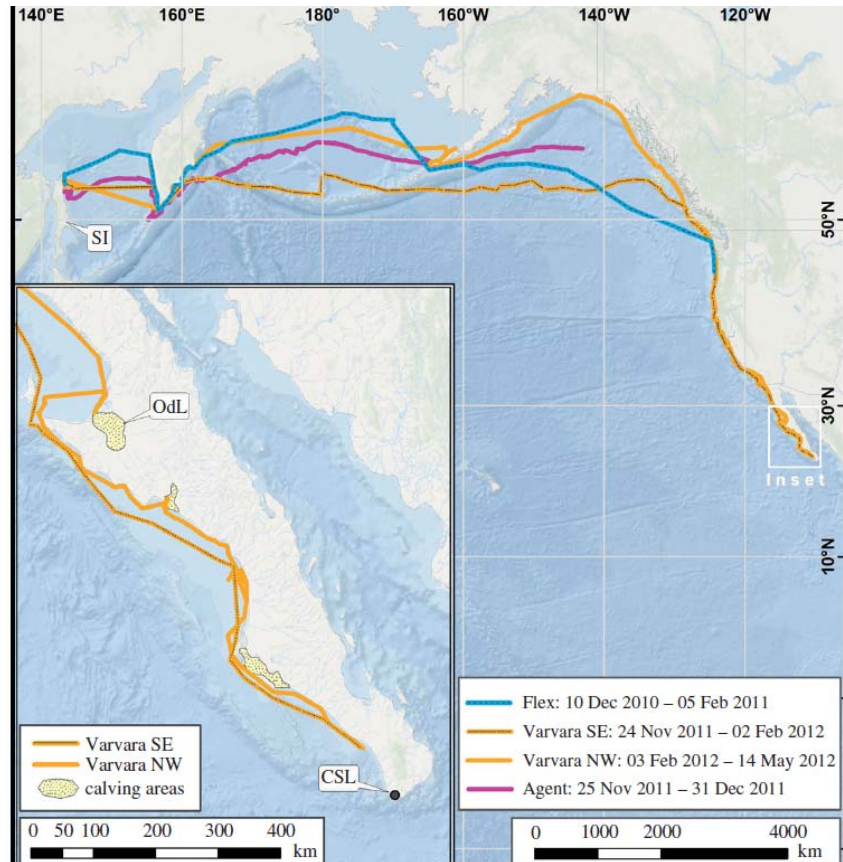 140°E 160°E 180° 160°W 140°W 120°W
50°N
SI
30°N
Inset
10°N
OdL
CSL
Varvara SE
Varvara NW
calving areas
0 50 100 200 300 400
km
Flex: 10 Dec 2010 – 05 Feb 2011
Varvara SE: 24 Nov 2011 – 02 Feb 2012
Varvara NW: 03 Feb 2012 – 14 May 2012
Agent: 25 Nov 2011 – 31 Dec 2011
0 1000 2000 4000
km